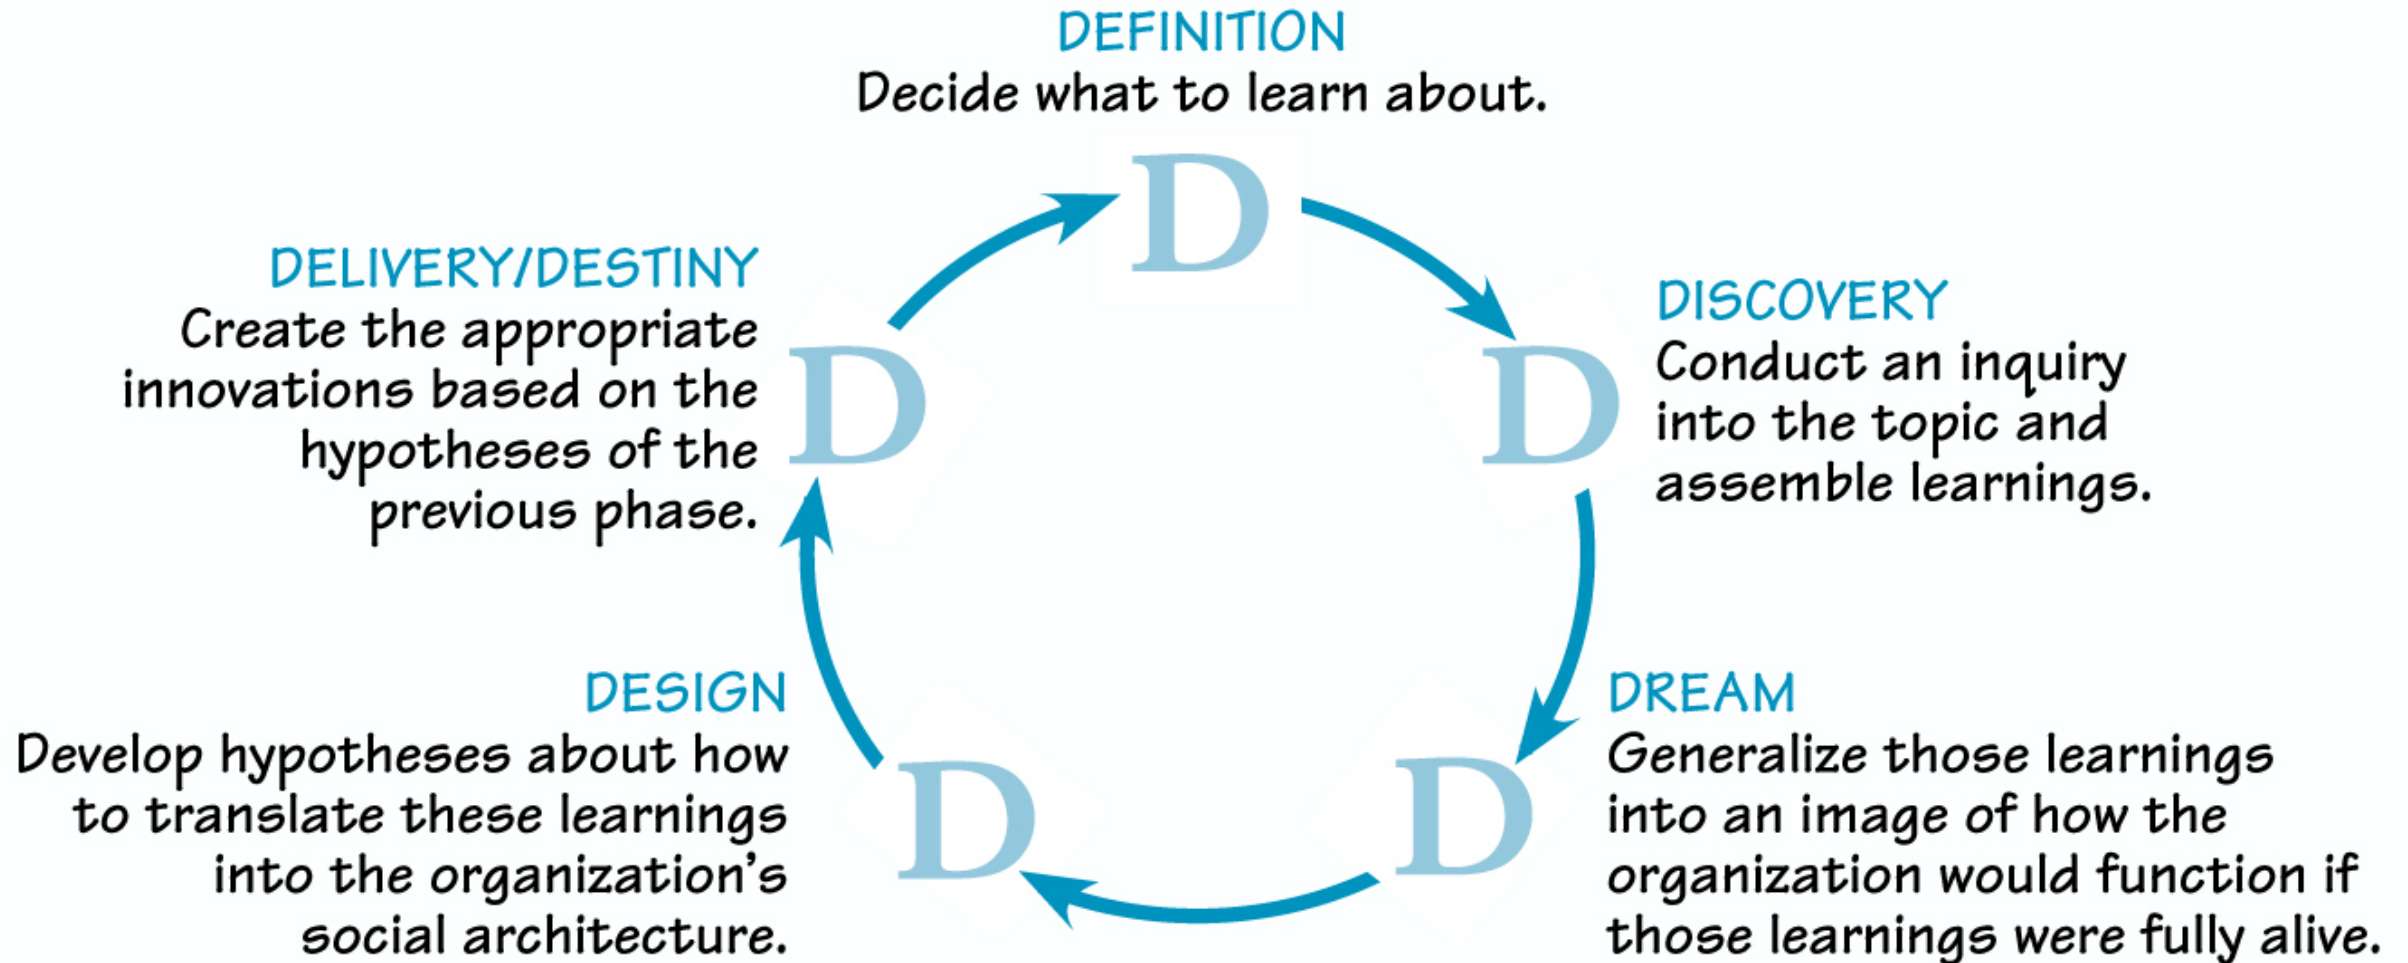 DEFINITION
Decide what to learn about.
D
DISCOVERY
Conduct an inquiry
into the topic and
assemble learnings.
D
DREAM
Generalize those learnings
into an image of how the
organization would function if
those learnings were fully alive.
D
DESIGN
Develop hypotheses about how
to translate these learnings
into the organization's
social architecture.
D
DELIVERY/DESTINY
Create the appropriate
innovations based on the
hypotheses of the
previous phase.
D